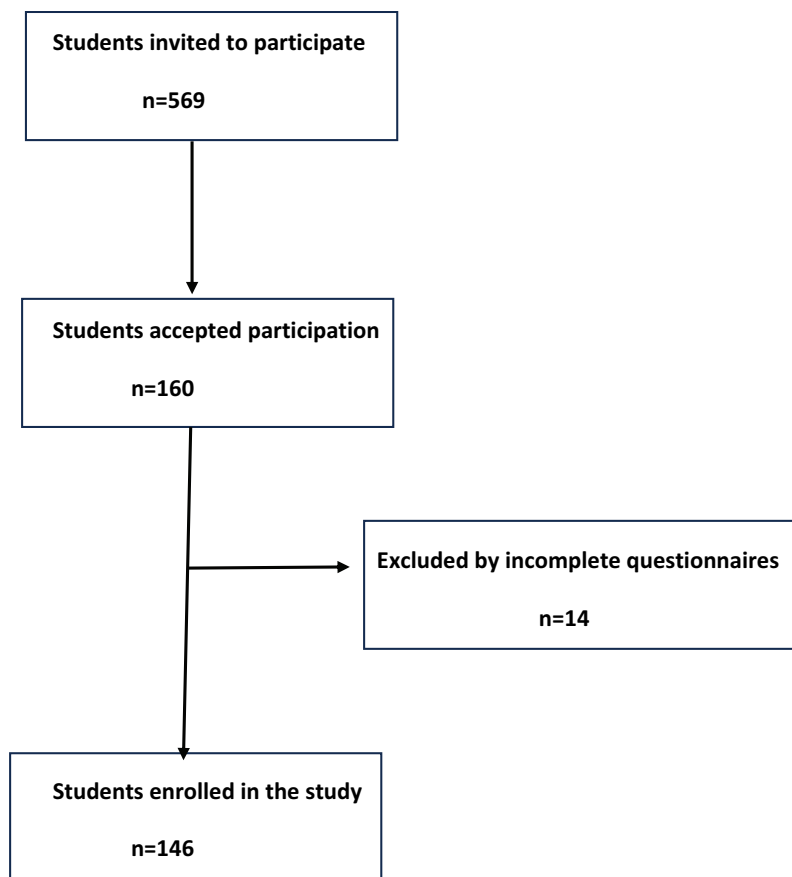 Students invited to participate
n=569
Students accepted participation
n=160
Excluded by incomplete questionnaires
n=14
Students enrolled in the study
n=146